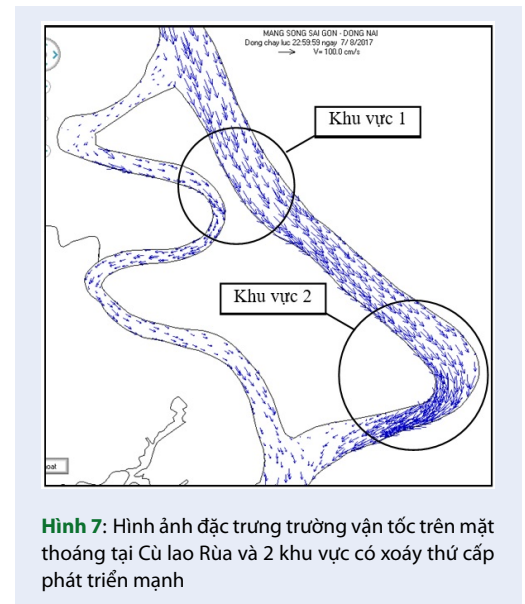 MANG SONG SAI GON - DONG NAI
Dong chay luc 22:59:59 ngay 7/ 8/2017
V= 100.0 cm/s
Khu vực 1
Khu vực 2
oat
Hình 7: Hình ảnh đặc trưng trường vận tốc trên mặt
thoáng tại Cù lao Rùa và 2 khu vực có xoáy thứ cấp
phát triển mạnh